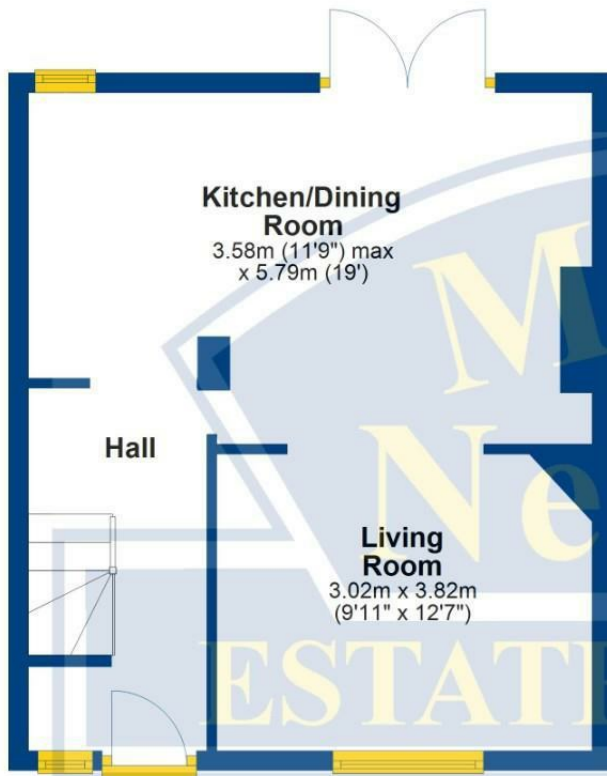 Kitchen/Dining
Room
3.58m (11'9") max
x 5.79m (19')
Hall
Living
Room
3.02m x 3.82m
(9'11" x 12'7")